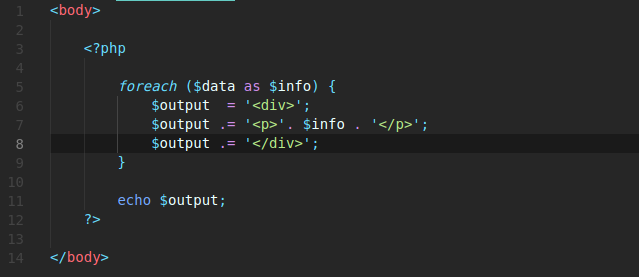 1 <body>
2
3     <?php
4
5         foreach ($data as $info) {
6             $output  = '<div>';
7             $output .= '<p>'. $info . '</p>';
8             $output .= '</div>';
9         }
10
11         echo $output;
12     ?>
13
14 </body>